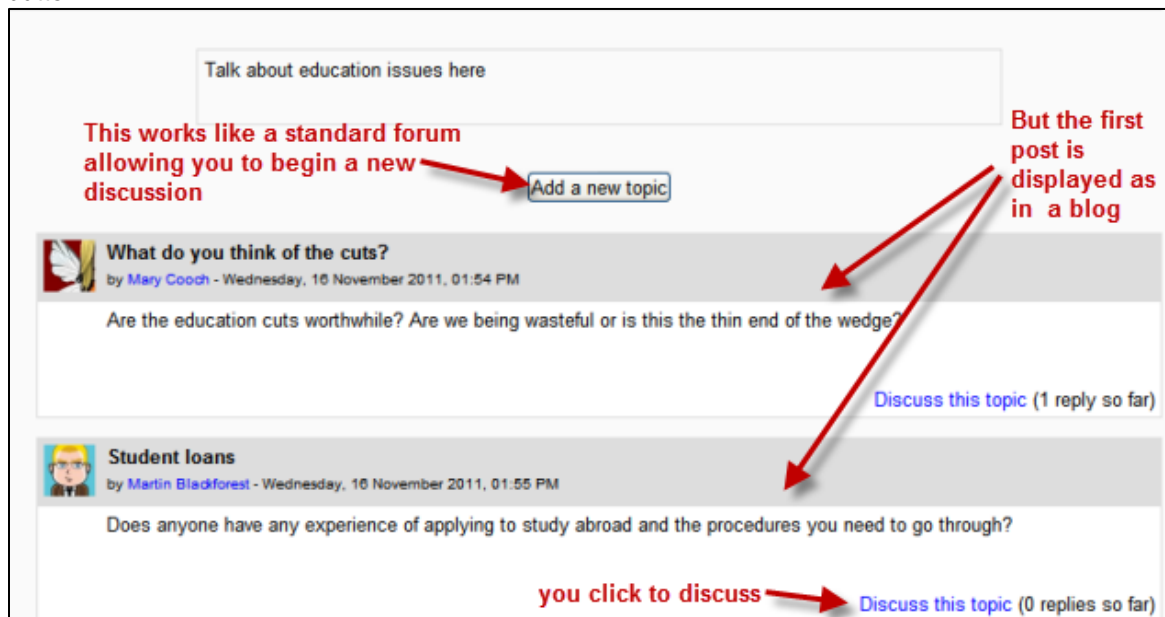 Talk about education issues here
This works like a standard forum
allowing you to begin a new
discussion
But the first
post is
displayed as
in a blog
Add a new topic
What do you think of the cuts?
by Mary Cooch - Wednesday, 16 November 2011, 01:54 PM
Are the education cuts worthwhile? Are we being wasteful or is this the thin end of the wedge?
Discuss this topic (1 reply so far)
Student loans
by Martin Blackforest - Wednesday, 16 November 2011, 01:55 PM
Does anyone have any experience of applying to study abroad and the procedures you need to go through?
you click to discuss
Discuss this topic (0 replies so far)